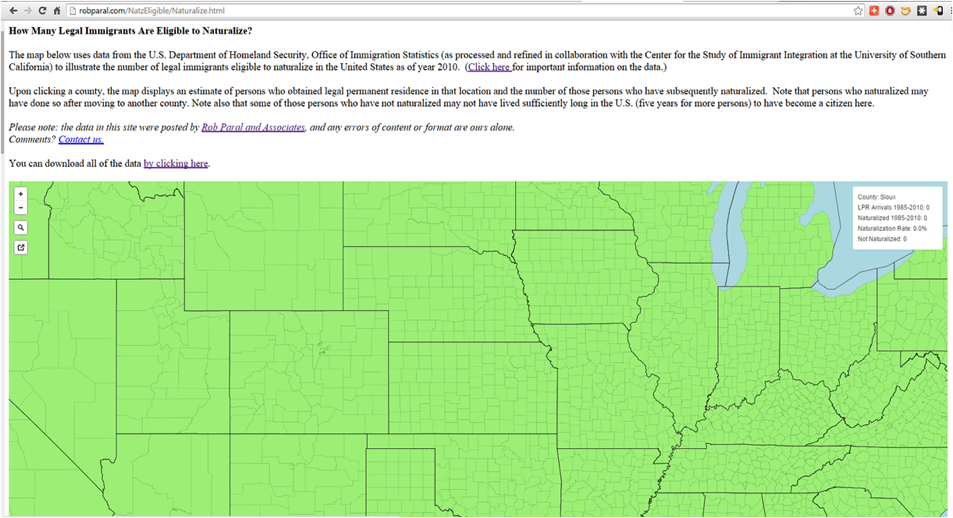 robparal.com/NatzEligible/Naturalize.html
How Many Legal Immigrants Are Eligible to Naturalize?
The map below uses data from the U.S. Department of Homeland Security, Office of Immigration Statistics (as processed and refined in collaboration with the Center for the Study of Immigrant Integration at the University of Southern
California) to illustrate the number of legal immigrants eligible to naturalize in the United States as of year 2010. (Click here for important information on the data.)
Upon clicking a county, the map displays an estimate of persons who obtained legal permanent residence in that location and the number of those persons who have subsequently naturalized. Note that persons who naturalized may
have done so after moving to another county. Note also that some of those persons who have not naturalized may not have lived sufficiently long in the U.S. (five years for more persons) to have become a citizen here.
Please note: the data in this site were posted by Rob Paral and Associates, and any errors of content or format are ours alone.
Comments? Contact us.
You can download all of the data by clicking here.
+
−
County: Sioux
LPR Arrivals 1985-2010: 0
Naturalized 1985-2010: 0
Naturalization Rate: 0.0%
Not Naturalized: 0